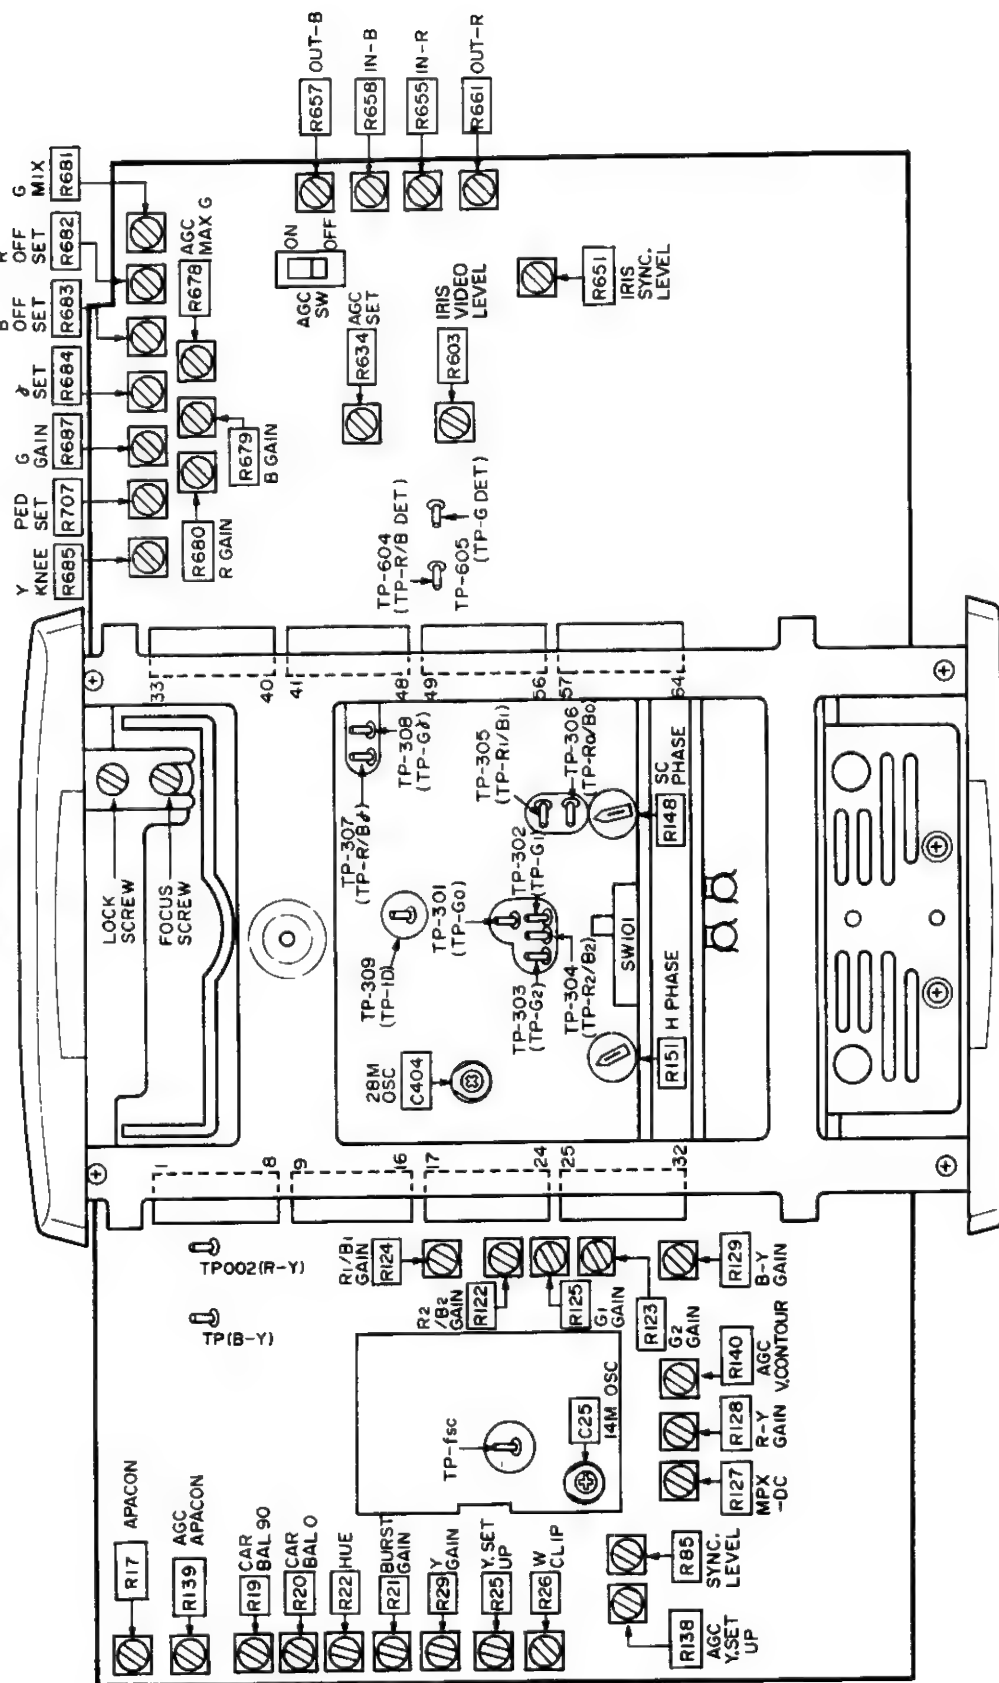 R17
APACON
R139
AGC
APACON
R19
CAR
BAL 90
R20
CAR
BAL 0
R22
HUE
R21
BURST
GAIN
R29
Y
GAIN
R25
Y.SET
UP
R26
W
CLIP
R138
AGC
Y.SET
UP
R85
SYNC.
LEVEL
R127
MPX
-DC
R128
R-Y
GAIN
R140
AGC
V.CONTOUR
R129
B-Y
GAIN
TP-fsc
C25
14M OSC
TP(B-Y)
TP002(R-Y)
R1/B1
GAIN
R124
R2
/B2
GAIN
R122
R125
G1
GAIN
R123
G2
GAIN
1
8
9
16
17
24
25
32
LOCK
SCREW
FOCUS
SCREW
28M
OSC
C404
TP-309
(TP-ID)
TP-307
(TP-R/Bγ)
TP-308
(TP-Gγ)
TP-301
(TP-G0)
TP-302
(TP-G1)
TP-303
(TP-G2)
TP-304
(TP-R2/B2)
TP-305
(TP-R1/B1)
TP-306
(TP-R0/B0)
SW101
R151
H PHASE
R148
SC
PHASE
33
40
41
48
49
56
57
64
Y
KNEE
R685
PED
SET
R707
G
GAIN
R687
γ
SET
R684
B
OFF
SET
R683
R
OFF
SET
R682
G
MIX
R681
R680
R GAIN
R679
B GAIN
R678
AGC
MAX G
TP-604
(TP-R/B DET)
TP-605
(TP-G DET)
AGC
SW
ON
OFF
R634
AGC
SET
R603
IRIS
VIDEO
LEVEL
R651
IRIS
SYNC.
LEVEL
R657
OUT-B
R658
IN-B
R655
IN-R
R661
OUT-R